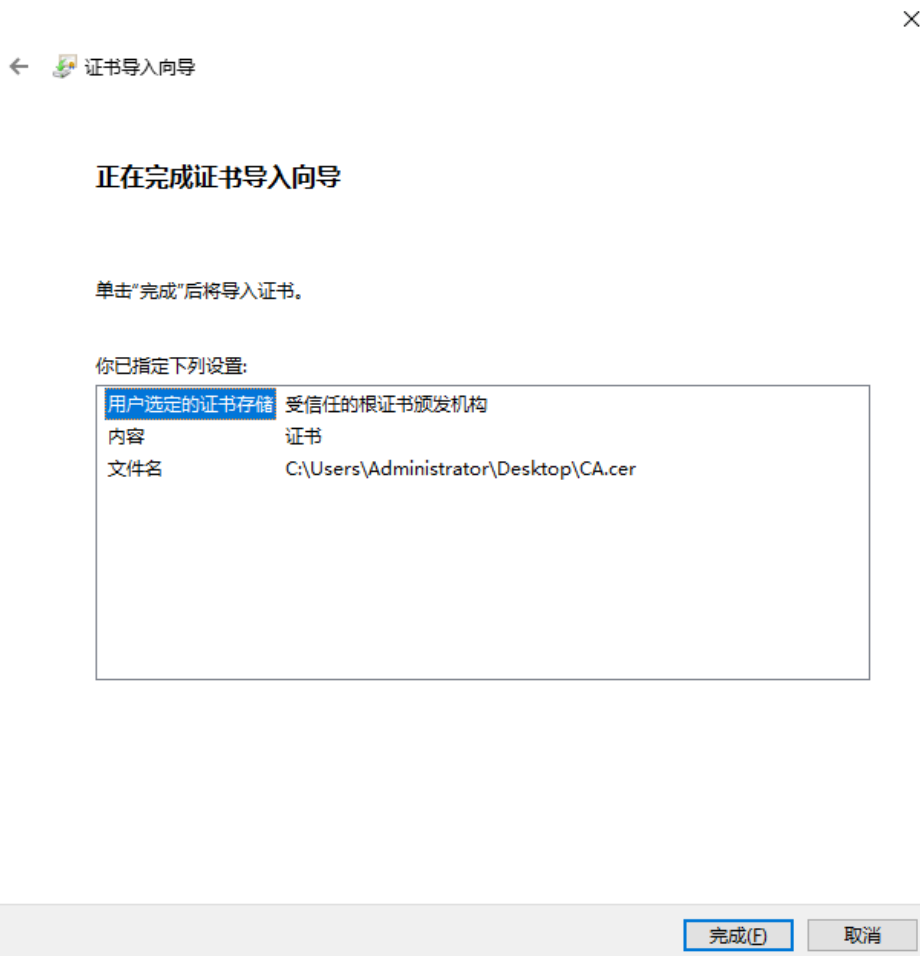 证书导入向导
正在完成证书导入向导
单击“完成”后将导入证书。
你已指定下列设置:
用户选定的证书存储 受信任的根证书颁发机构
内容 证书
文件名 C:\Users\Administrator\Desktop\CA.cer
完成(F) 取消